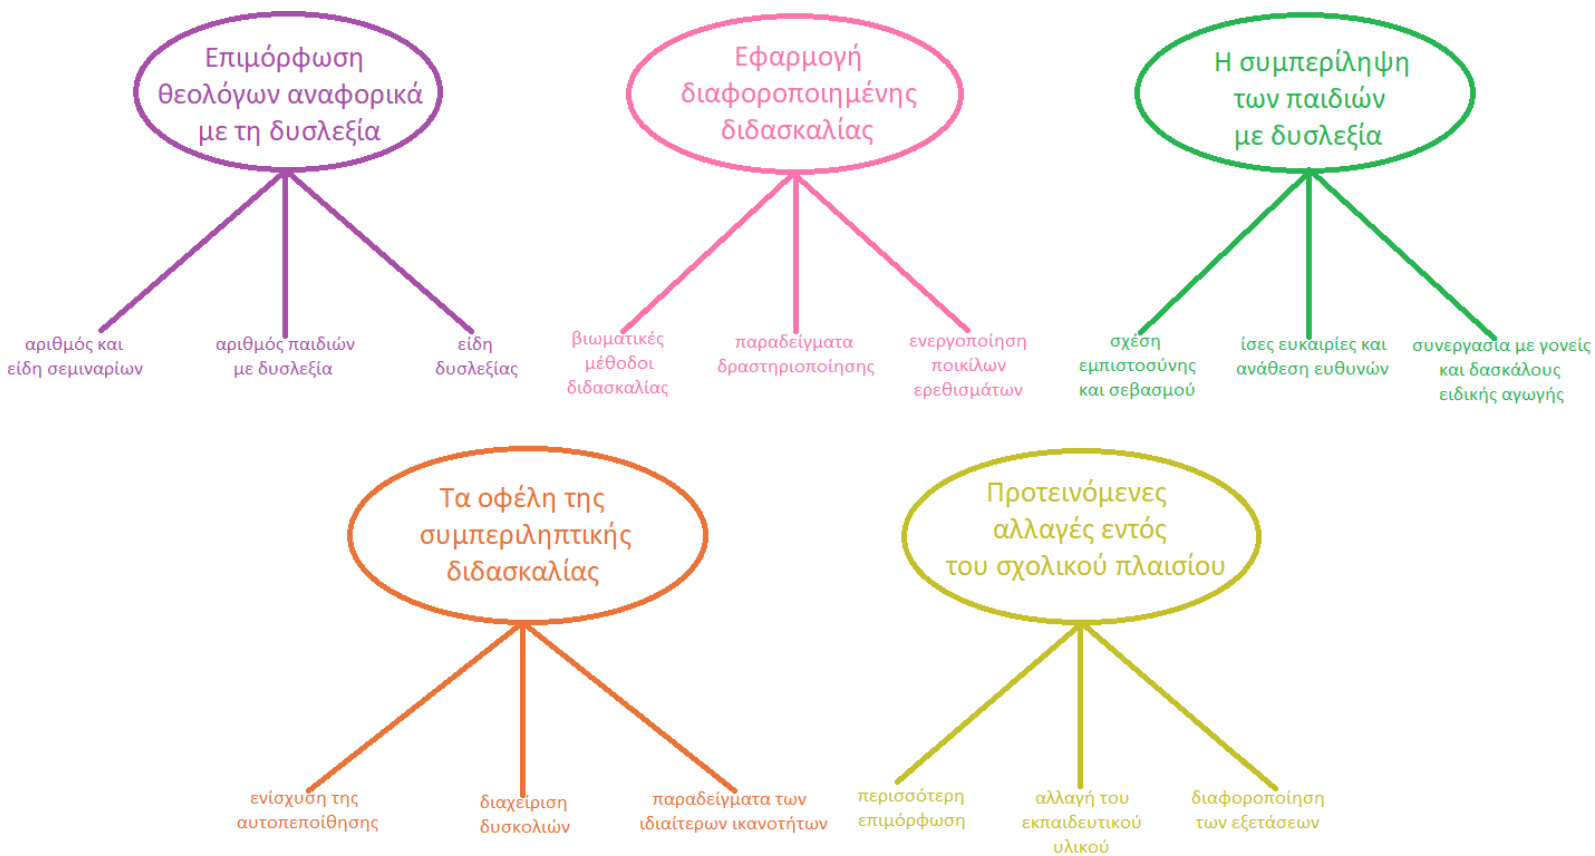 Επιμόρφωση
θεολόγων αναφορικά
με τη δυσλεξία
αριθμός και
είδη σεμιναρίων
αριθμός παιδιών
με δυσλεξία
είδη
δυσλεξίας
Εφαρμογή
διαφοροποιημένης
διδασκαλίας
βιωματικές
μέθοδοι
διδασκαλίας
παραδείγματα
δραστηριοποίησης
ενεργοποίηση
ποικίλων
ερεθισμάτων
Η συμπερίληψη
των παιδιών
με δυσλεξία
σχέση
εμπιστοσύνης
και σεβασμού
ίσες ευκαιρίες και
ανάθεση ευθυνών
συνεργασία με γονείς
και δασκάλους
ειδικής αγωγής
Τα οφέλη της
συμπεριληπτικής
διδασκαλίας
ενίσχυση της
αυτοπεποίθησης
διαχείριση
δυσκολιών
παραδείγματα των
ιδιαίτερων ικανοτήτων
Προτεινόμενες
αλλαγές εντός
του σχολικού πλαισίου
περισσότερη
επιμόρφωση
αλλαγή του
εκπαιδευτικού
υλικού
διαφοροποίηση
των εξετάσεων